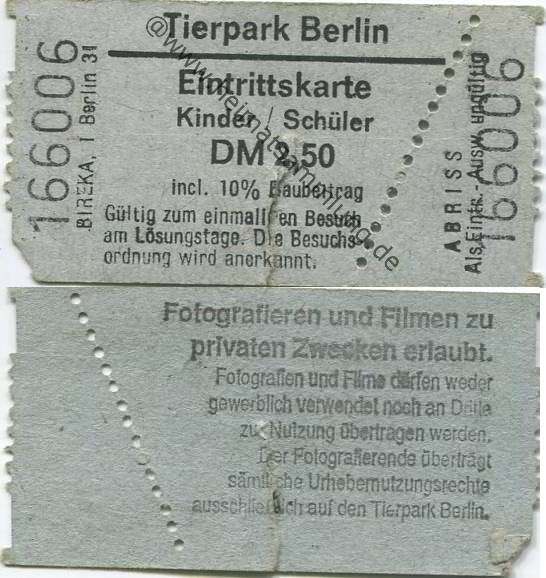 Tierpark Berlin
Eintrittskarte
Kinder / Schüler
DM 2,50
incl. 10% Baubeitrag
Gültig zum einmaligen Besuch
am Lösungstage. Die Besuchs-
ordnung wird anerkannt.
166006
BIREKA, 1 Berlin 31
ABRISS
Als Eintr.-Ausw. ungültig
166006
@www.heimatsammlung.de
Fotografieren und Filmen zu
privaten Zwecken erlaubt.
Fotografien und Filme dürfen weder
gewerblich verwendet noch an Dritte
zur Nutzung übertragen werden.
Der Fotografierende überträgt
sämtliche Urhebernutzungsrechte
ausschließlich auf den Tierpark Berlin.